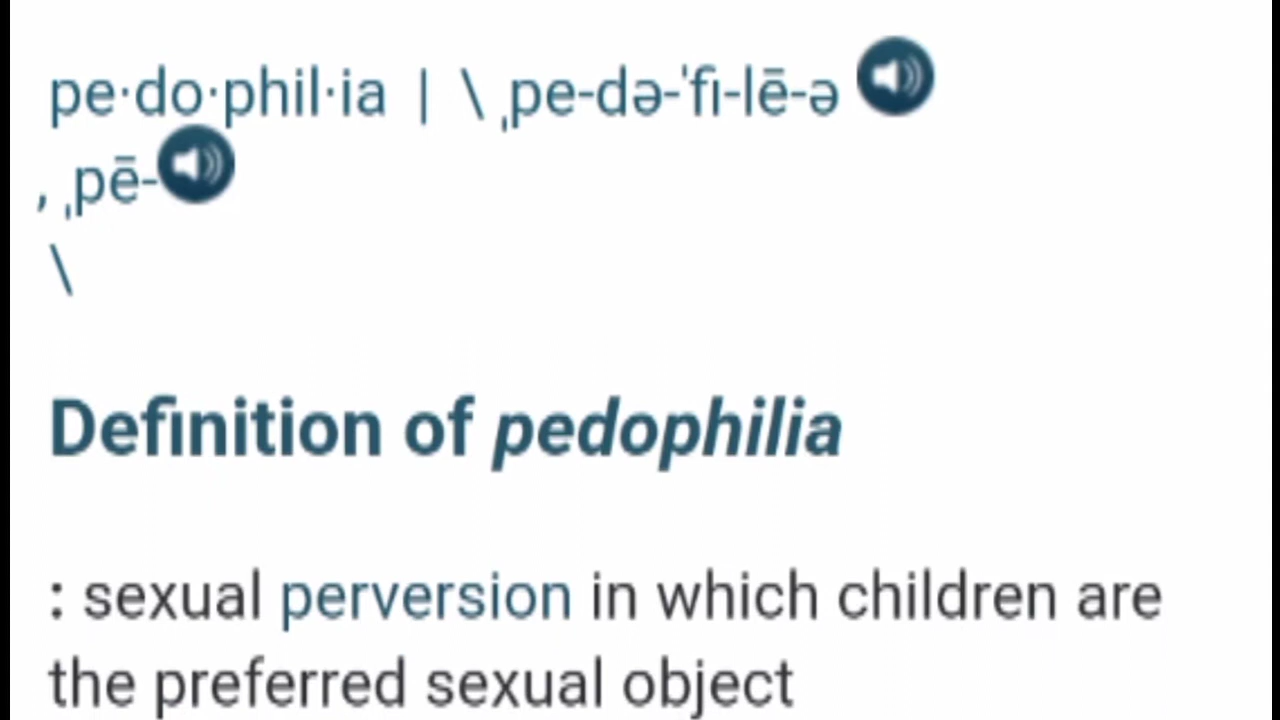 pe·do·phil·ia | \ ˌpe-də-ˈfi-lē-ə
, ˌpē-
\
Definition of pedophilia
: sexual perversion in which children are
the preferred sexual object